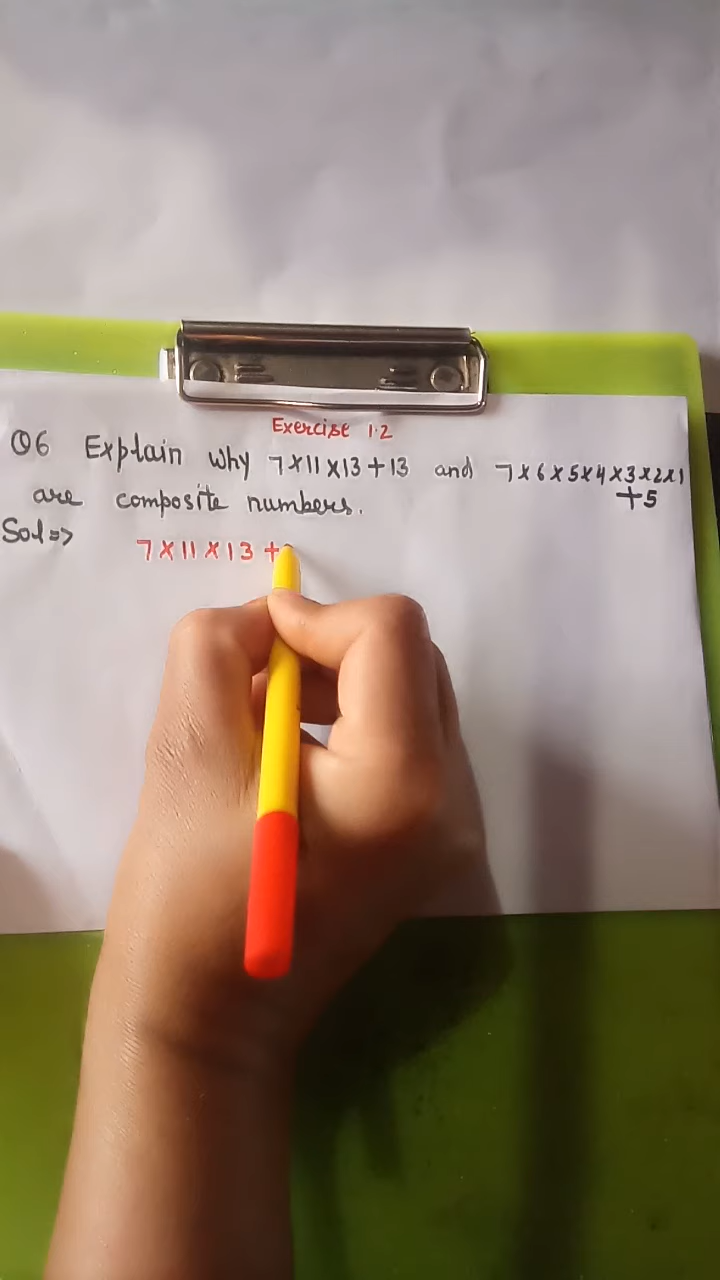 Exercise 1.2
Q6 Explain why 7×11×13+13 and 7×6×5×4×3×2×1
+5
are composite numbers.
Sol⇒
7×11×13+